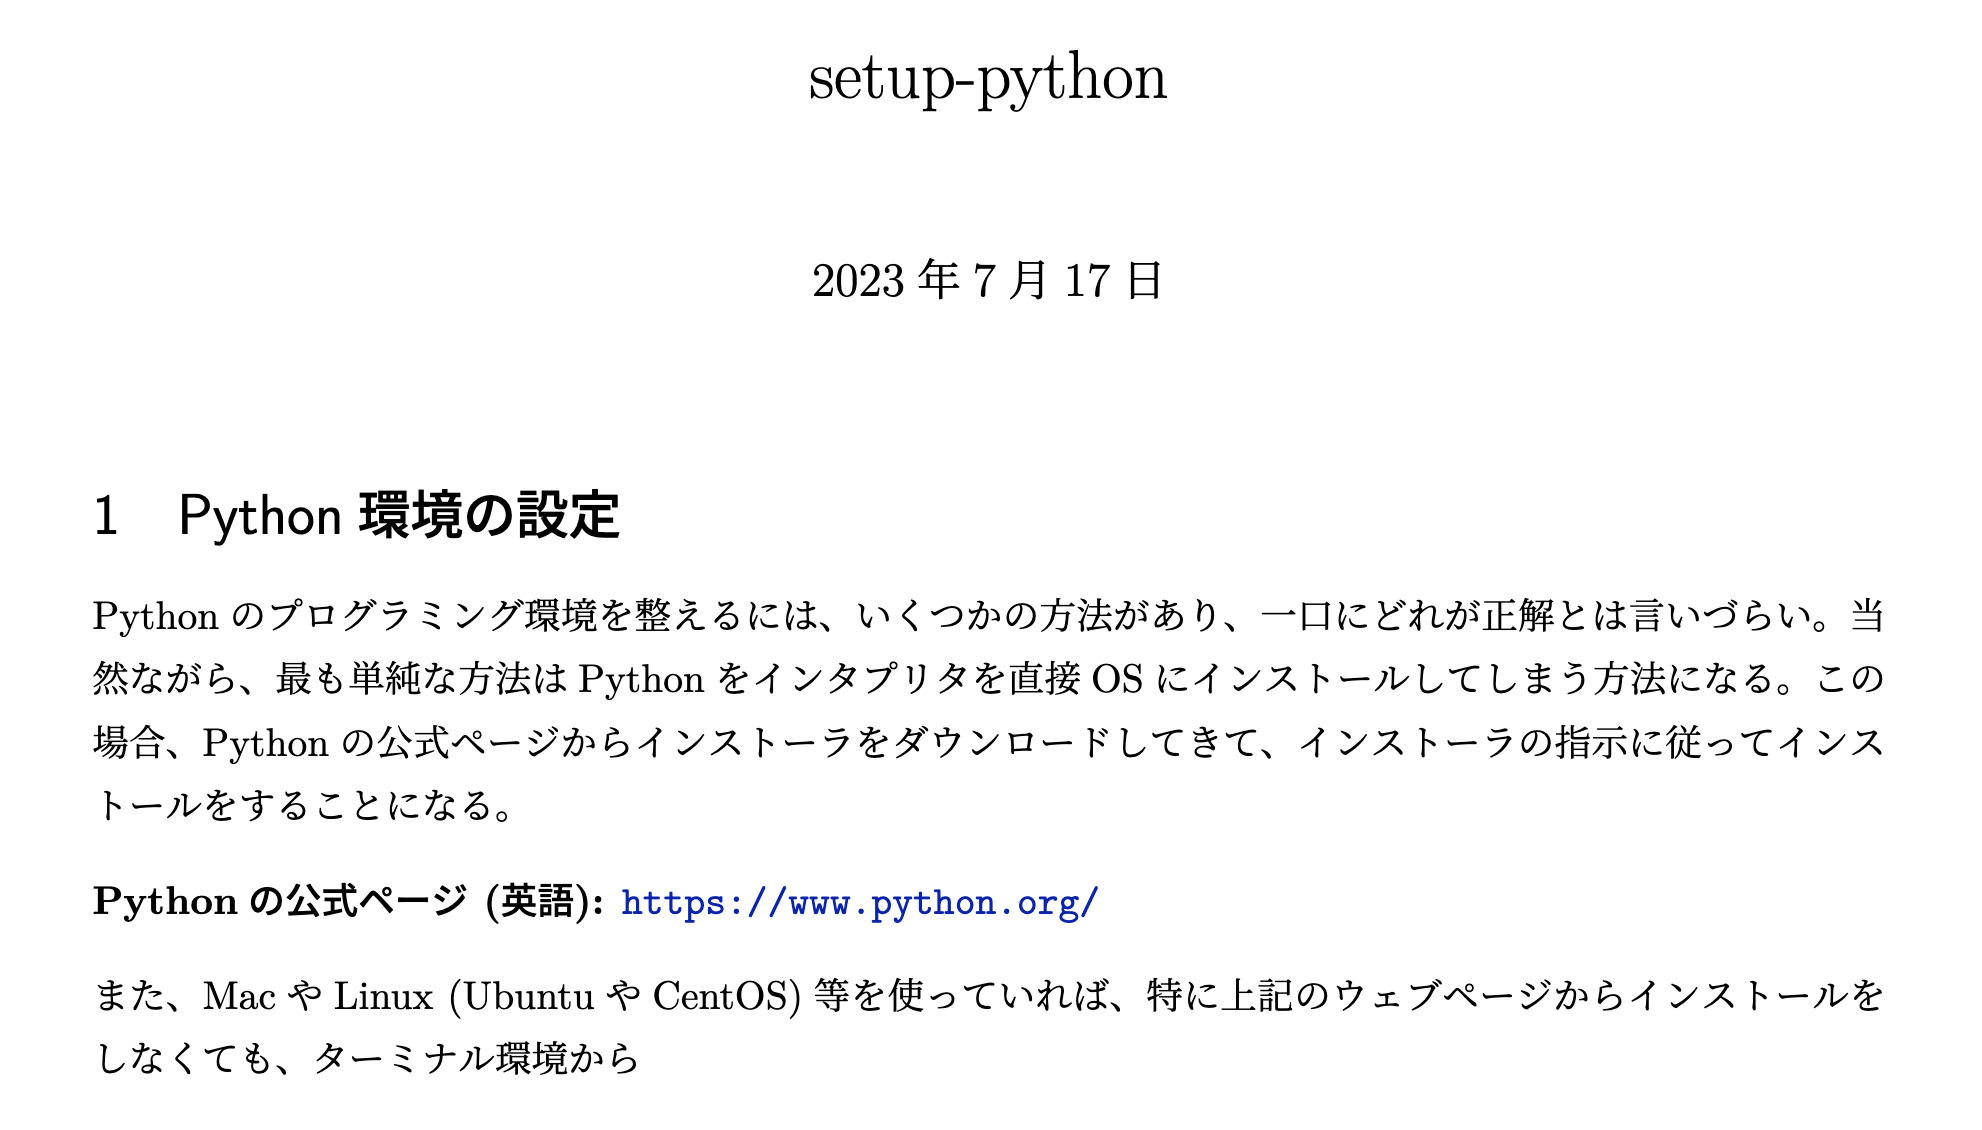 setup-python
2023 年 7 月 17 日
1 Python 環境の設定
Python のプログラミング環境を整えるには、いくつかの方法があり、一口にどれが正解とは言いづらい。当
然ながら、最も単純な方法は Python をインタプリタを直接 OS にインストールしてしまう方法になる。この
場合、Python の公式ページからインストーラをダウンロードしてきて、インストーラの指示に従ってインス
トールをすることになる。
Python の公式ページ (英語): https://www.python.org/
また、Mac や Linux (Ubuntu や CentOS) 等を使っていれば、特に上記のウェブページからインストールを
しなくても、ターミナル環境から